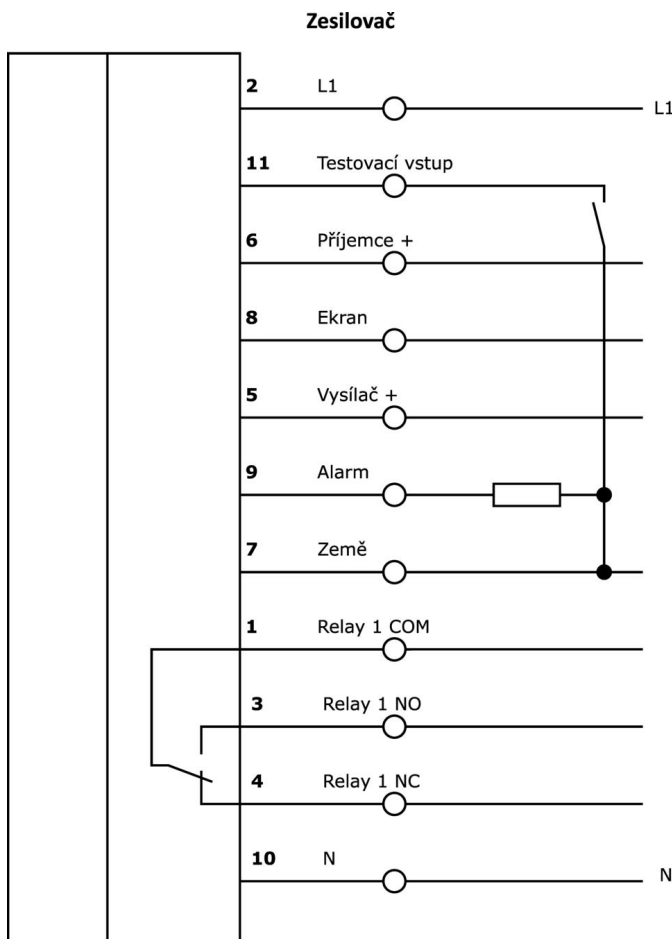 Zesilovač
2 L1
L1
11 Testovací vstup
6 Příjemce +
8 Ekran
5 Vysílač +
9 Alarm
7 Země
1 Relay 1 COM
3 Relay 1 NO
4 Relay 1 NC
10 N
N